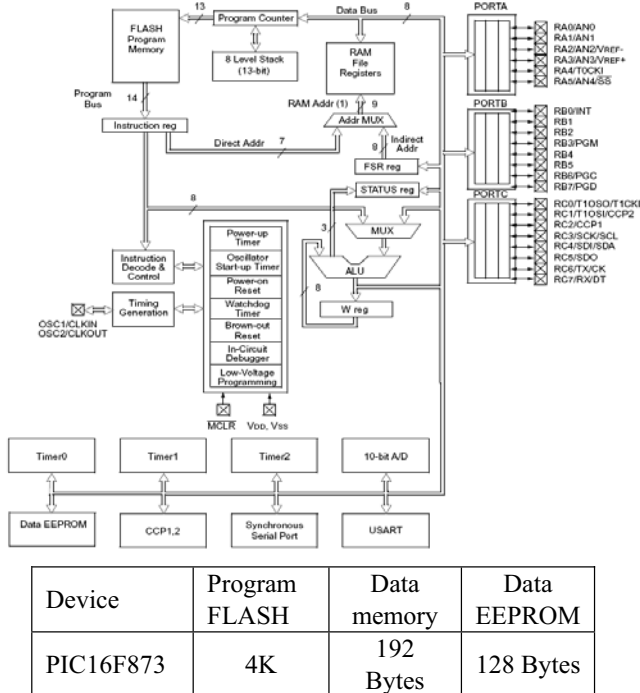 13
Program Counter
Data Bus
8
PORTA
FLASH
Program
Memory
8 Level Stack
(13-bit)
RAM
File
Registers
RA0/AN0
RA1/AN1
RA2/AN2/VREF-
RA3/AN3/VREF+
RA4/T0CKI
RA5/AN4/SS
Program
Bus
14
RAM Addr (1)
9
PORTB
Instruction reg
Addr MUX
RB0/INT
RB1
RB2
RB3/PGM
RB4
RB5
RB6/PGC
RB7/PGD
Direct Addr
7
8
Indirect
Addr
FSR reg
STATUS reg
PORTC
8
RC0/T1OSO/T1CKI
RC1/T1OSI/CCP2
RC2/CCP1
RC3/SCK/SCL
RC4/SDI/SDA
RC5/SDO
RC6/TX/CK
RC7/RX/DT
3
MUX
Power-up
Timer
Instruction
Decode &
Control
Oscillator
Start-up Timer
ALU
Power-on
Reset
8
Timing
Generation
Watchdog
Timer
W reg
OSC1/CLKIN
OSC2/CLKOUT
Brown-out
Reset
In-Circuit
Debugger
Low-Voltage
Programming
MCLR
VDD, VSS
Timer0
Timer1
Timer2
10-bit A/D
Data EEPROM
CCP1,2
Synchronous
Serial Port
USART
Device
Program
FLASH
Data
memory
Data
EEPROM
PIC16F873
4K
192
Bytes
128 Bytes